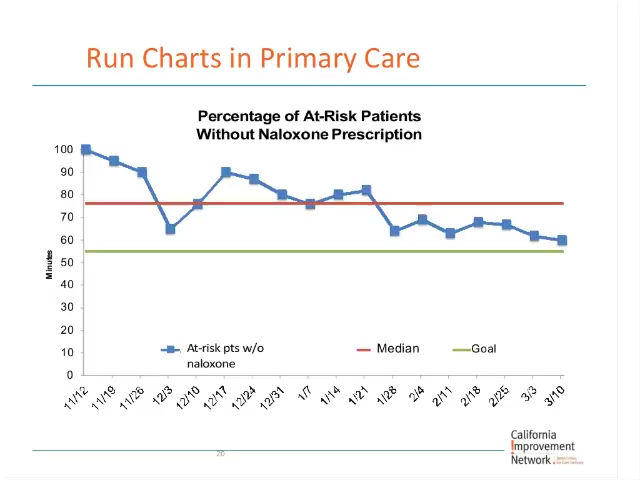 Run Charts in Primary Care
Percentage of At-Risk Patients
Without Naloxone Prescription
100
90
80
70
60
50
40
30
20
10
0
Minutes
At-risk pts w/o
naloxone
Median
Goal
11/12
11/19
11/26
12/3
12/10
12/17
12/24
12/31
1/7
1/14
1/21
1/28
2/4
2/11
2/18
2/25
3/3
3/10
20
California
Improvement
Network